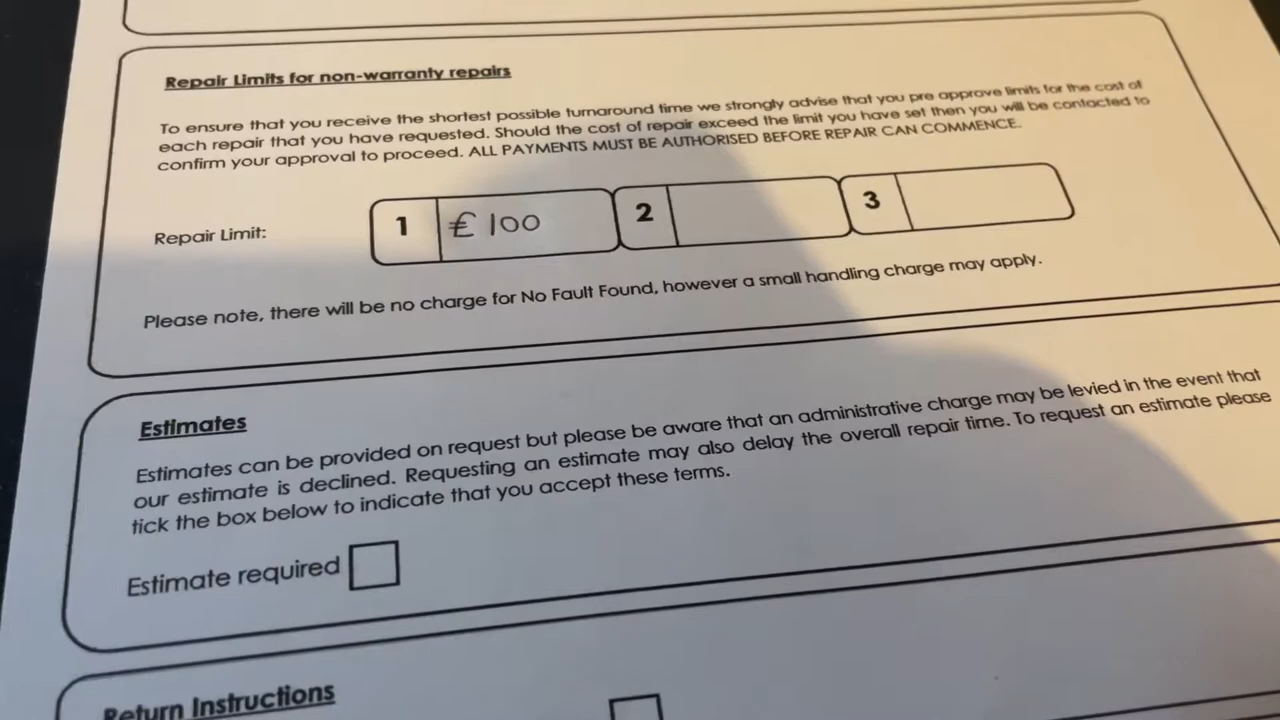 Repair Limits for non-warranty repairs
To ensure that you receive the shortest possible turnaround time we strongly advise that you pre approve limits for the cost of
each repair that you have requested. Should the cost of repair exceed the limit you have set then you will be contacted to
confirm your approval to proceed. ALL PAYMENTS MUST BE AUTHORISED BEFORE REPAIR CAN COMMENCE.
Repair Limit: 1 £100 2 3
Please note, there will be no charge for No Fault Found, however a small handling charge may apply.
Estimates
Estimates can be provided on request but please be aware that an administrative charge may be levied in the event that
our estimate is declined. Requesting an estimate may also delay the overall repair time. To request an estimate please
tick the box below to indicate that you accept these terms.
Estimate required
Return Instructions